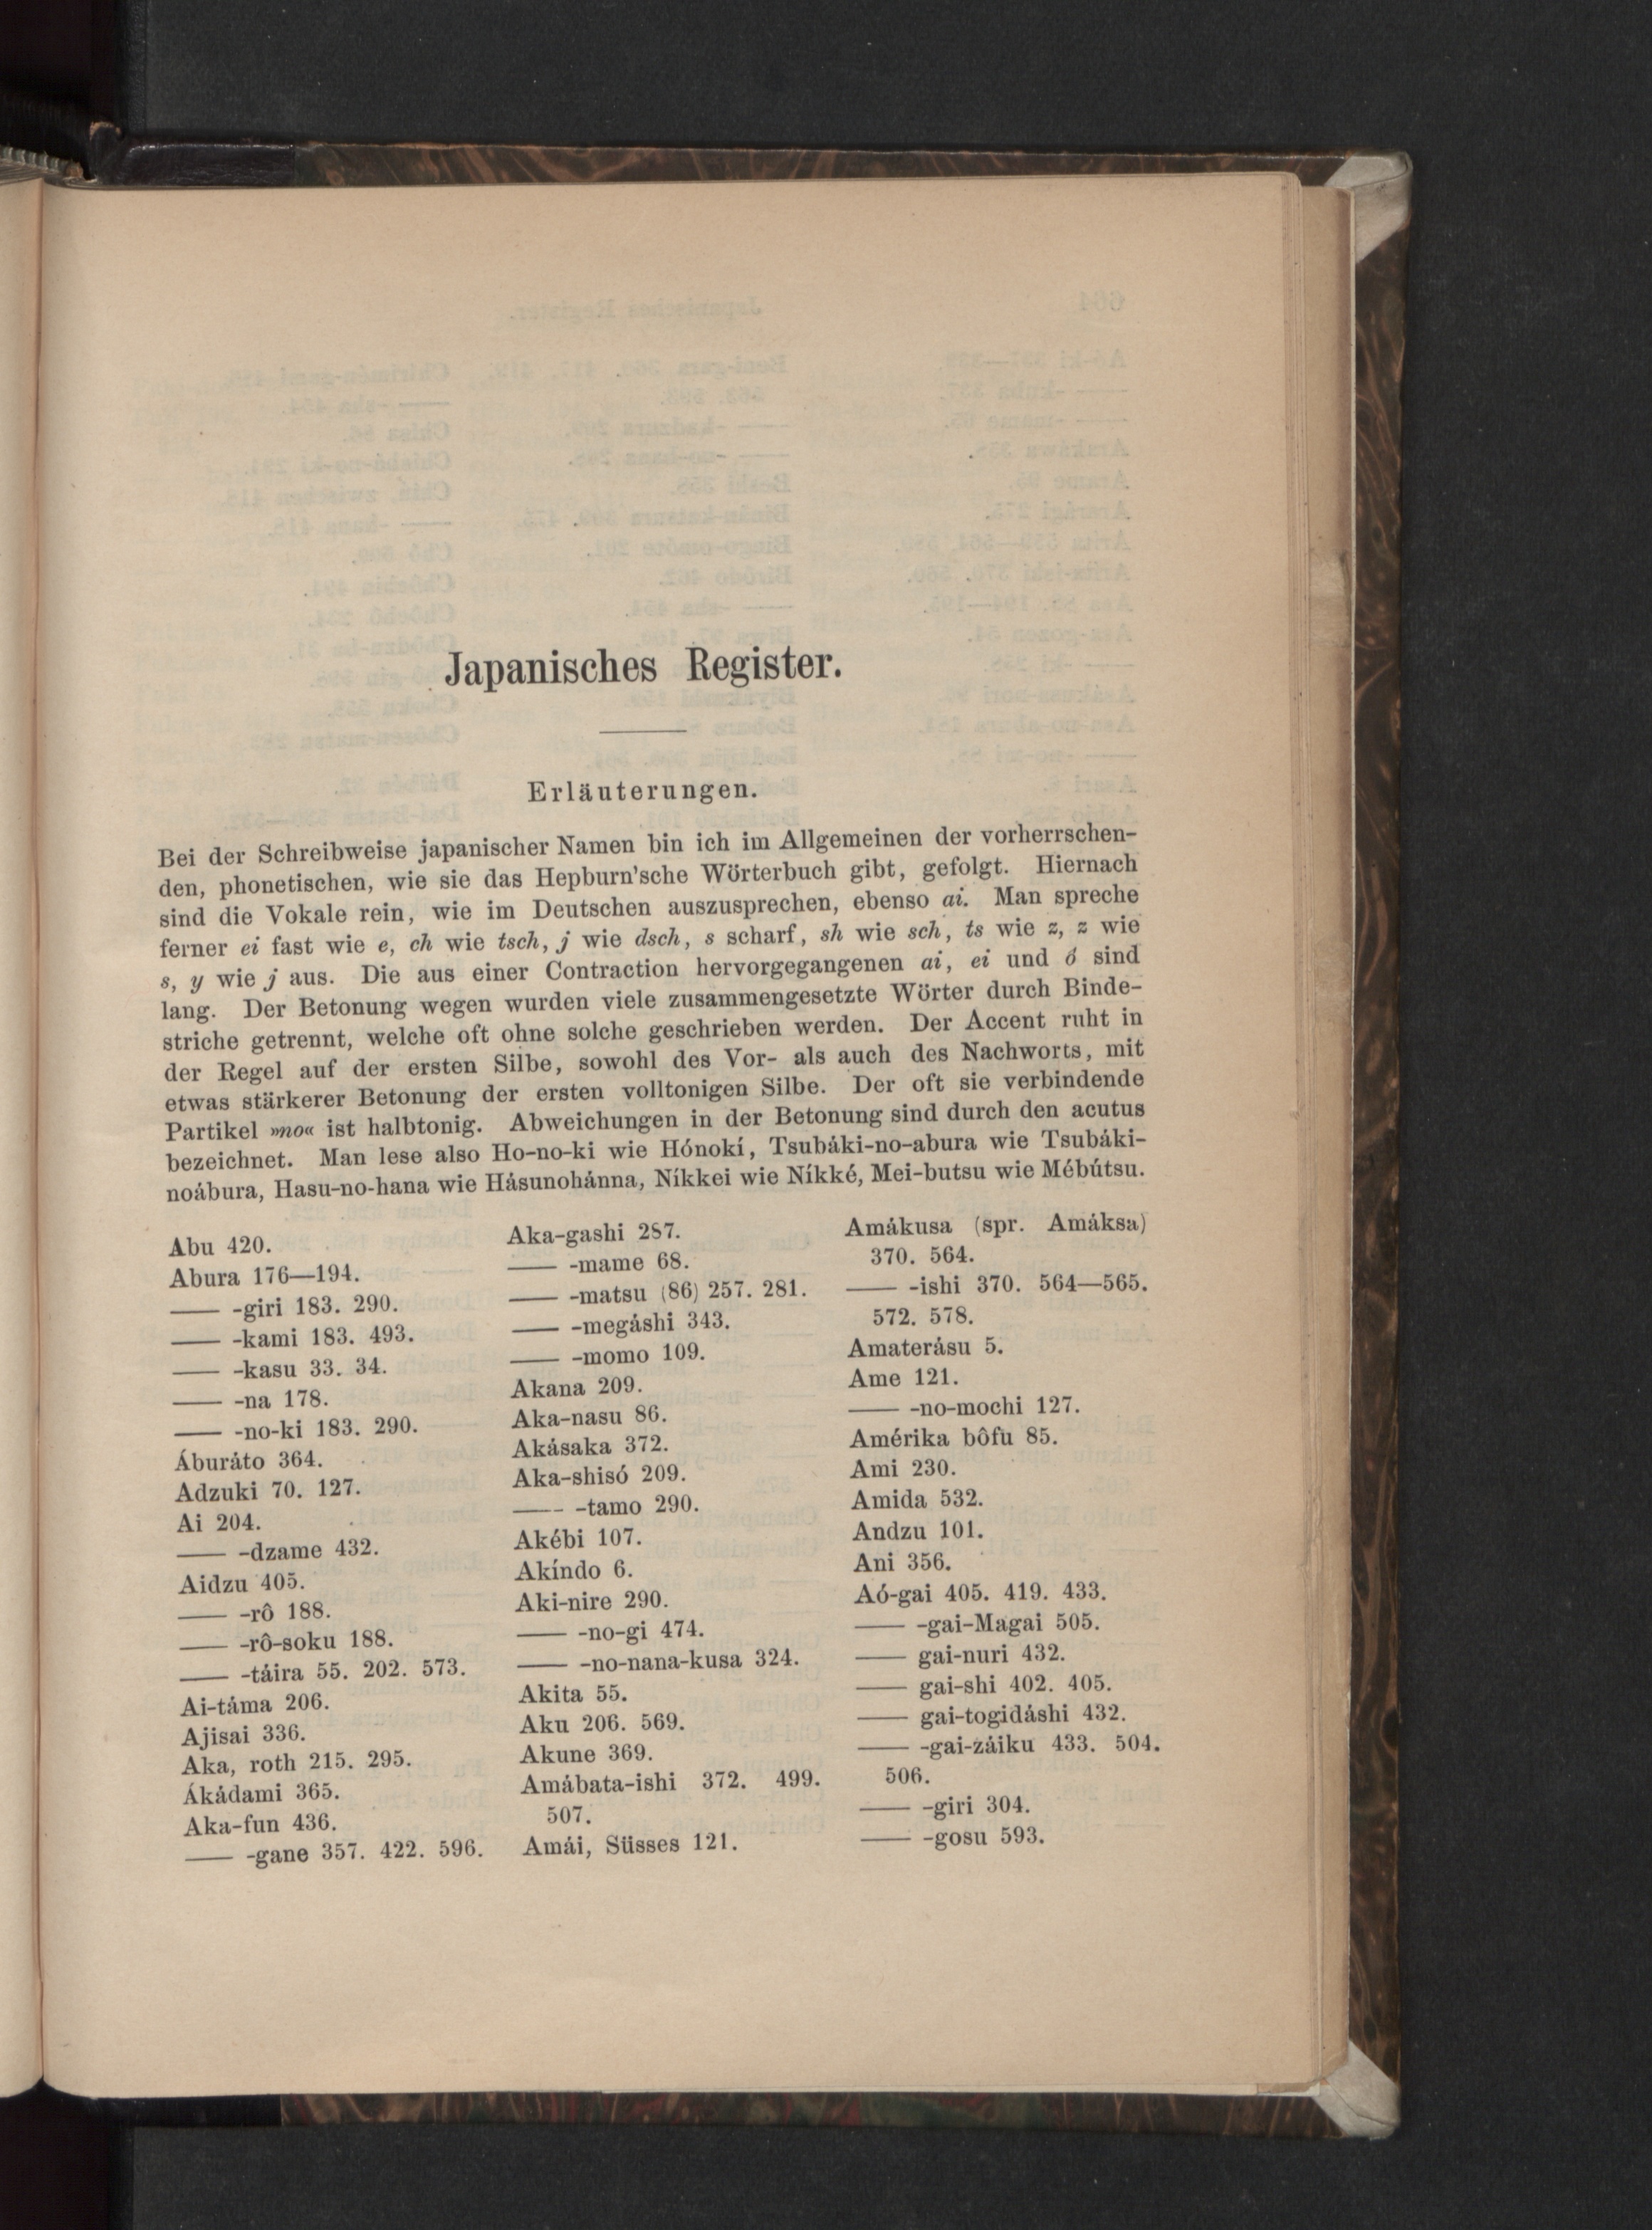 Japanisches Register.
Erläuterungen.
Bei der Schreibweise japanischer Namen bin ich im Allgemeinen der vorherrschen-
den, phonetischen, wie sie das Hepburn'sche Wörterbuch gibt, gefolgt. Hiernach
sind die Vokale rein, wie im Deutschen auszusprechen, ebenso ai. Man spreche
ferner ei fast wie e, ch wie tsch, j wie dsch, s scharf, sh wie sch, ts wie z, z wie
s, y wie j aus. Die aus einer Contraction hervorgegangenen ai, ei und ó sind
lang. Der Betonung wegen wurden viele zusammengesetzte Wörter durch Binde-
striche getrennt, welche oft ohne solche geschrieben werden. Der Accent ruht in
der Regel auf der ersten Silbe, sowohl des Vor- als auch des Nachworts, mit
etwas stärkerer Betonung der ersten volltonigen Silbe. Der oft sie verbindende
Partikel »no« ist halbtonig. Abweichungen in der Betonung sind durch den acutus
bezeichnet. Man lese also Ho-no-ki wie Hónokí, Tsubáki-no-abura wie Tsubáki-
noábura, Hasu-no-hana wie Hásunohánna, Níkkei wie Níkké, Mei-butsu wie Mébútsu.
Abu 420.
Abura 176—194.
—— -giri 183. 290.
—— -kami 183. 493.
—— -kasu 33. 34.
—— -na 178.
—— -no-ki 183. 290.
Áburáto 364.
Adzuki 70. 127.
Ai 204.
—— -dzame 432.
Aidzu 405.
—— -rô 188.
—— -rô-soku 188.
—— -táira 55. 202. 573.
Ai-táma 206.
Ajisai 336.
Aka, roth 215. 295.
Ákádami 365.
Aka-fun 436.
—— -gane 357. 422. 596.
Aka-gashi 287.
—— -mame 68.
—— -matsu (86) 257. 281.
—— -megáshi 343.
—— -momo 109.
Akana 209.
Aka-nasu 86.
Akásaka 372.
Aka-shisó 209.
—— -tamo 290.
Akébi 107.
Akíndo 6.
Aki-nire 290.
—— -no-gi 474.
—— -no-nana-kusa 324.
Akita 55.
Aku 206. 569.
Akune 369.
Amábata-ishi 372. 499.
507.
Amái, Süsses 121.
Amákusa (spr. Amáksa)
370. 564.
—— -ishi 370. 564—565.
572. 578.
Amaterásu 5.
Ame 121.
—— -no-mochi 127.
Amérika bôfu 85.
Ami 230.
Amida 532.
Andzu 101.
Ani 356.
Aó-gai 405. 419. 433.
—— -gai-Magai 505.
—— gai-nuri 432.
—— gai-shi 402. 405.
—— gai-togidáshi 432.
—— -gai-záiku 433. 504.
506.
—— -giri 304.
—— -gosu 593.